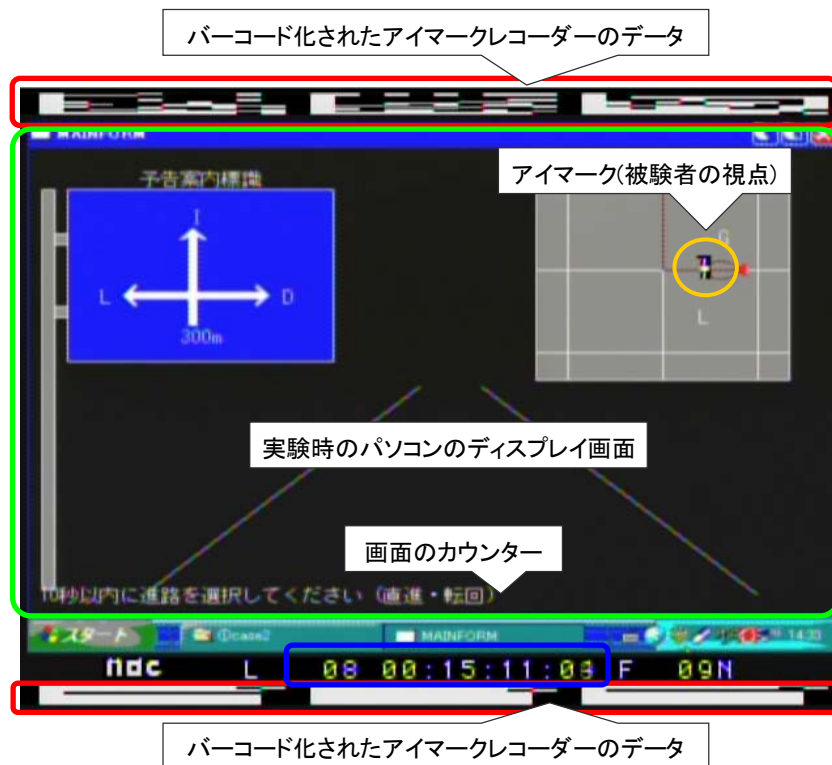 バーコード化されたアイマークレコーダーのデータ
MAINFORM
アイマーク(被験者の視点)
予告案内標識
I
L
D
300m
G
L
実験時のパソコンのディスプレイ画面
画面のカウンター
10秒以内に進路を選択してください (直進・転回)
スタート
①case2
MAINFORM
14:33
nac L 08 00:15:11: F 09N
バーコード化されたアイマークレコーダーのデータ